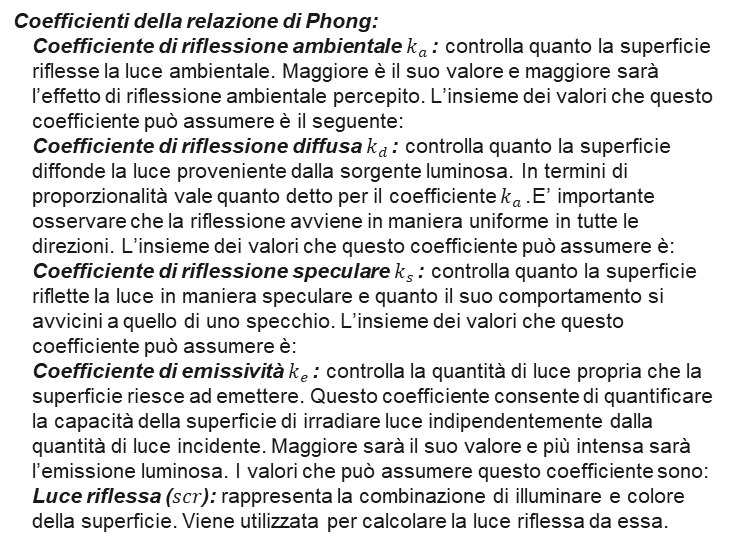 Coefficienti della relazione di Phong:
Coefficiente di riflessione ambientale kₐ : controlla quanto la superficie
riflesse la luce ambientale. Maggiore è il suo valore e maggiore sarà
l'effetto di riflessione ambientale percepito. L'insieme dei valori che questo
coefficiente può assumere è il seguente:
Coefficiente di riflessione diffusa k_d : controlla quanto la superficie
diffonde la luce proveniente dalla sorgente luminosa. In termini di
proporzionalità vale quanto detto per il coefficiente kₐ .E' importante
osservare che la riflessione avviene in maniera uniforme in tutte le
direzioni. L'insieme dei valori che questo coefficiente può assumere è:
Coefficiente di riflessione speculare kₛ : controlla quanto la superficie
riflette la luce in maniera speculare e quanto il suo comportamento si
avvicini a quello di uno specchio. L'insieme dei valori che questo
coefficiente può assumere è:
Coefficiente di emissività kₑ : controlla la quantità di luce propria che la
superficie riesce ad emettere. Questo coefficiente consente di quantificare
la capacità della superficie di irradiare luce indipendentemente dalla
quantità di luce incidente. Maggiore sarà il suo valore e più intensa sarà
l'emissione luminosa. I valori che può assumere questo coefficiente sono:
Luce riflessa (scr): rappresenta la combinazione di illuminare e colore
della superficie. Viene utilizzata per calcolare la luce riflessa da essa.